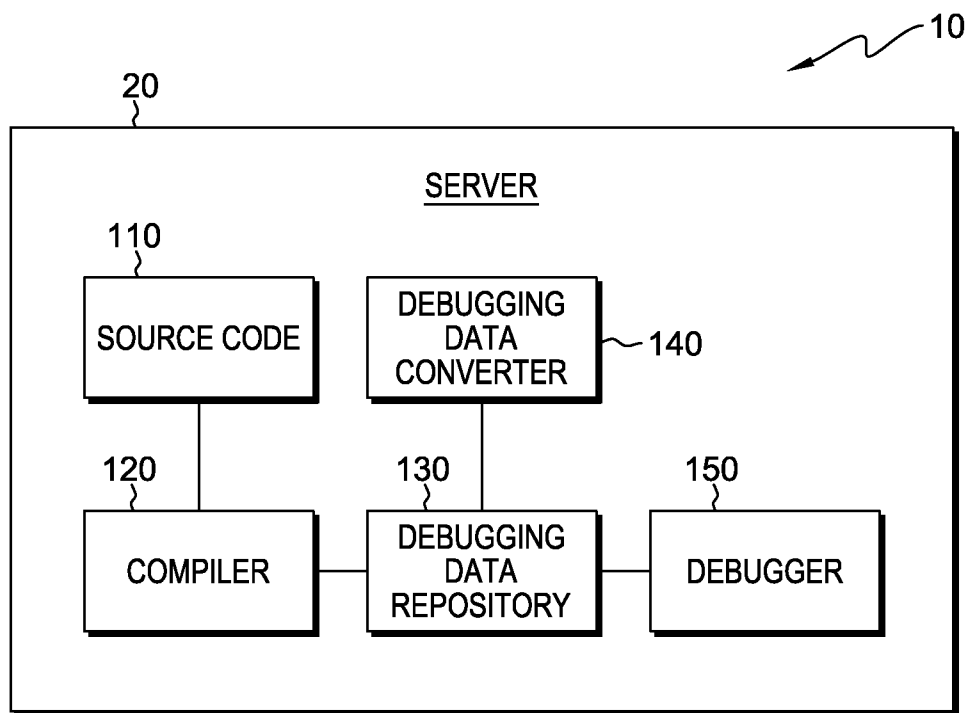 10
20
SERVER
110
SOURCE CODE
DEBUGGING
DATA
CONVERTER
140
120
COMPILER
130
DEBUGGING
DATA
REPOSITORY
150
DEBUGGER